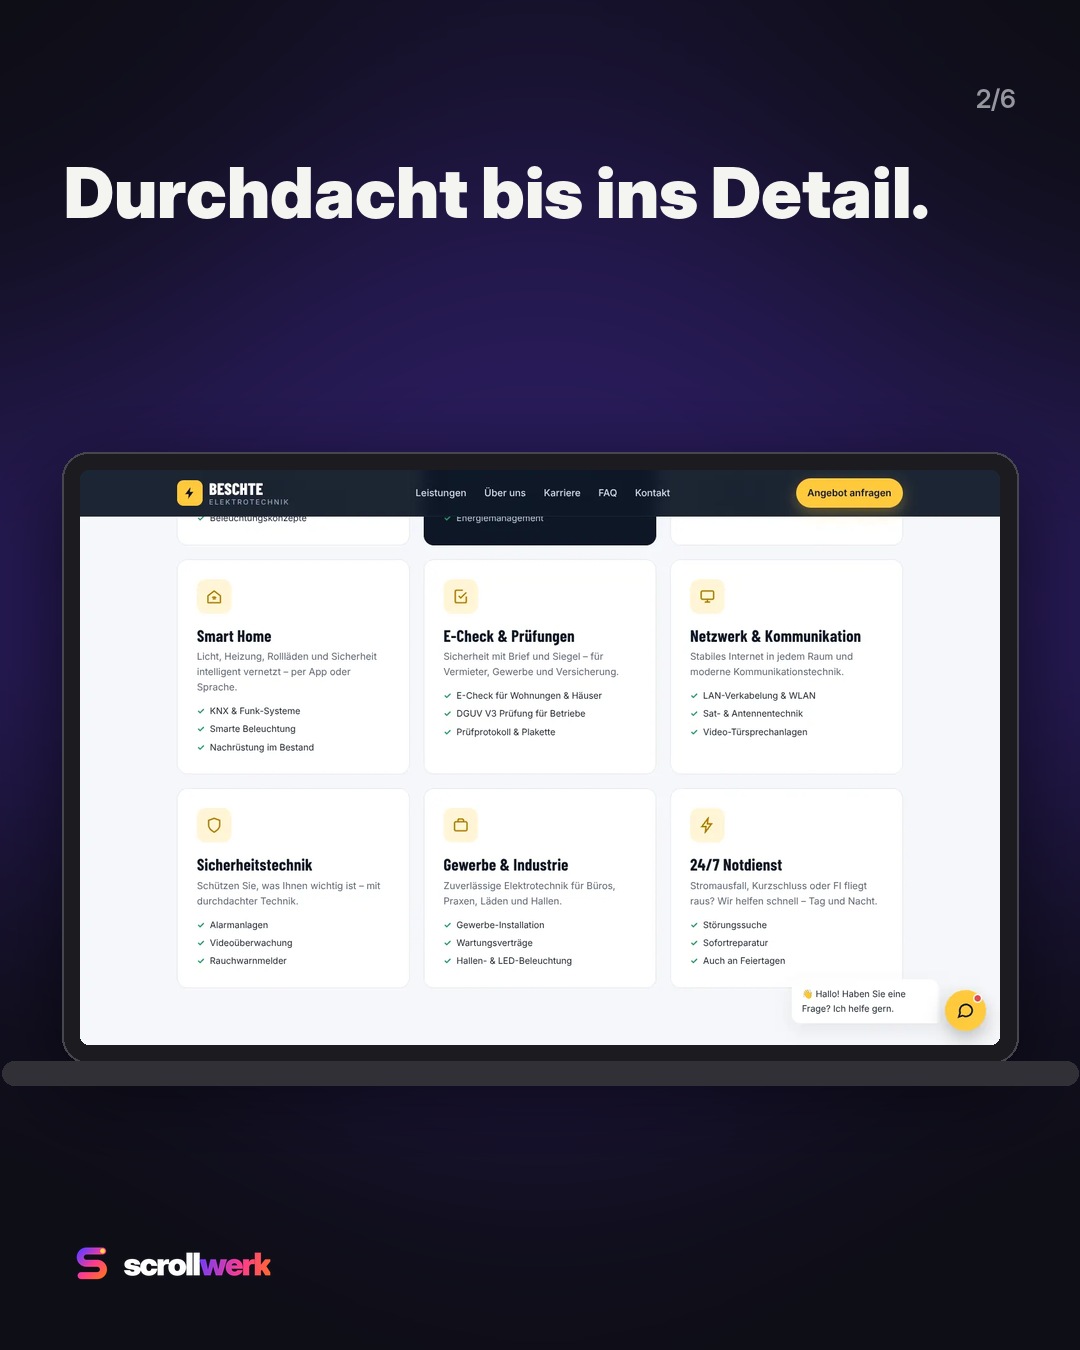 2/6
Durchdacht bis ins Detail.
BESCHTE
ELEKTROTECHNIK
Leistungen Über uns Karriere FAQ Kontakt
Angebot anfragen
Beleuchtungskonzepte
Energiemanagement
Smart Home
Licht, Heizung, Rollläden und Sicherheit
intelligent vernetzt – per App oder
Sprache.
KNX & Funk-Systeme
Smarte Beleuchtung
Nachrüstung im Bestand
E-Check & Prüfungen
Sicherheit mit Brief und Siegel – für
Vermieter, Gewerbe und Versicherung.
E-Check für Wohnungen & Häuser
DGUV V3 Prüfung für Betriebe
Prüfprotokoll & Plakette
Netzwerk & Kommunikation
Stabiles Internet in jedem Raum und
moderne Kommunikationstechnik.
LAN-Verkabelung & WLAN
Sat- & Antennentechnik
Video-Türsprechanlagen
Sicherheitstechnik
Schützen Sie, was Ihnen wichtig ist – mit
durchdachter Technik.
Alarmanlagen
Videoüberwachung
Rauchwarnmelder
Gewerbe & Industrie
Zuverlässige Elektrotechnik für Büros,
Praxen, Läden und Hallen.
Gewerbe-Installation
Wartungsverträge
Hallen- & LED-Beleuchtung
24/7 Notdienst
Stromausfall, Kurzschluss oder FI fliegt
raus? Wir helfen schnell – Tag und Nacht.
Störungssuche
Sofortreparatur
Auch an Feiertagen
👋 Hallo! Haben Sie eine
Frage? Ich helfe gern.
scrollwerk